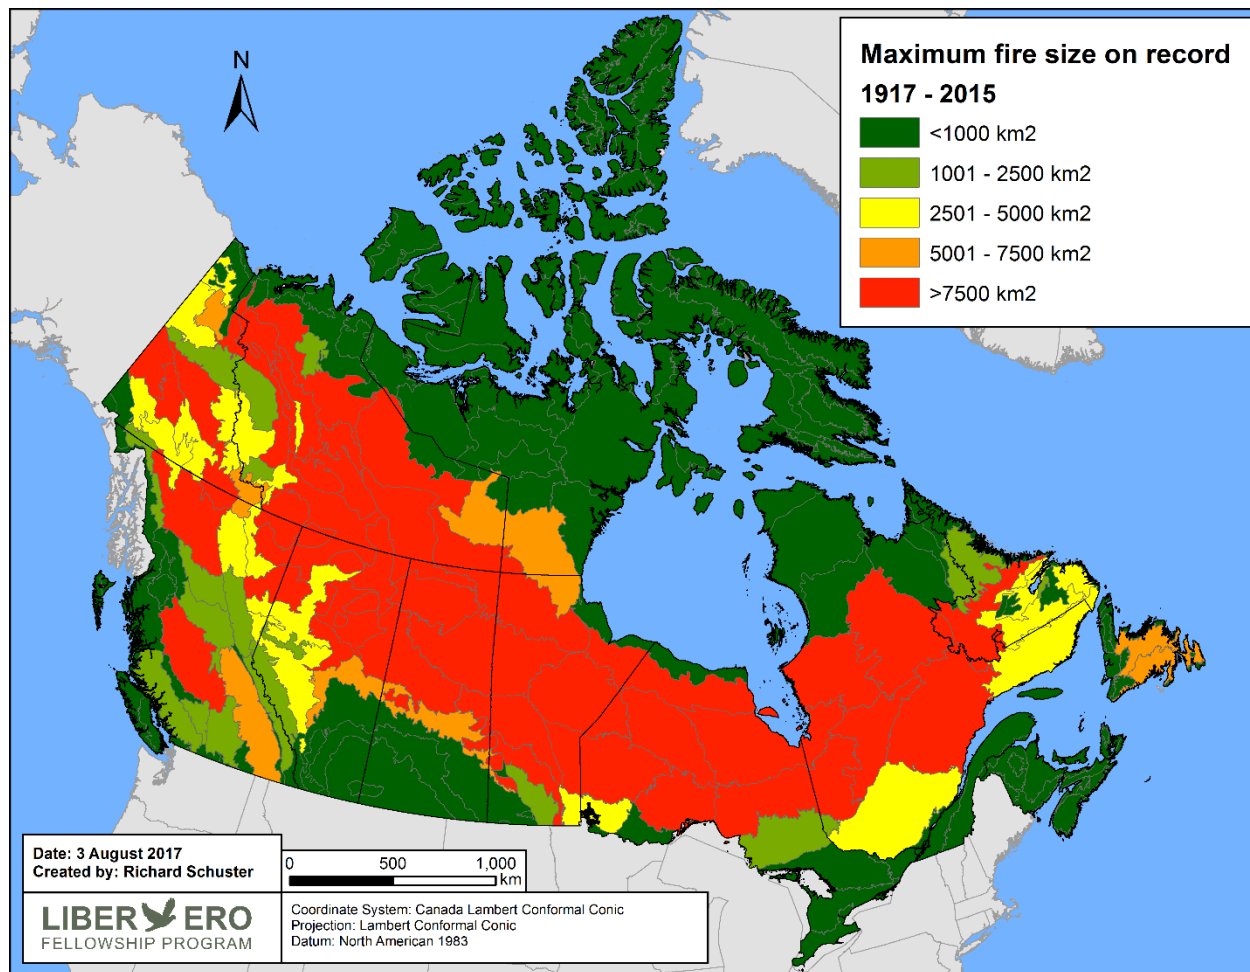 N
Maximum fire size on record
1917 - 2015
<1000 km2
1001 - 2500 km2
2501 - 5000 km2
5001 - 7500 km2
>7500 km2
Date: 3 August 2017
Created by: Richard Schuster
0 500 1,000
km
LIBER ERO
FELLOWSHIP PROGRAM
Coordinate System: Canada Lambert Conformal Conic
Projection: Lambert Conformal Conic
Datum: North American 1983